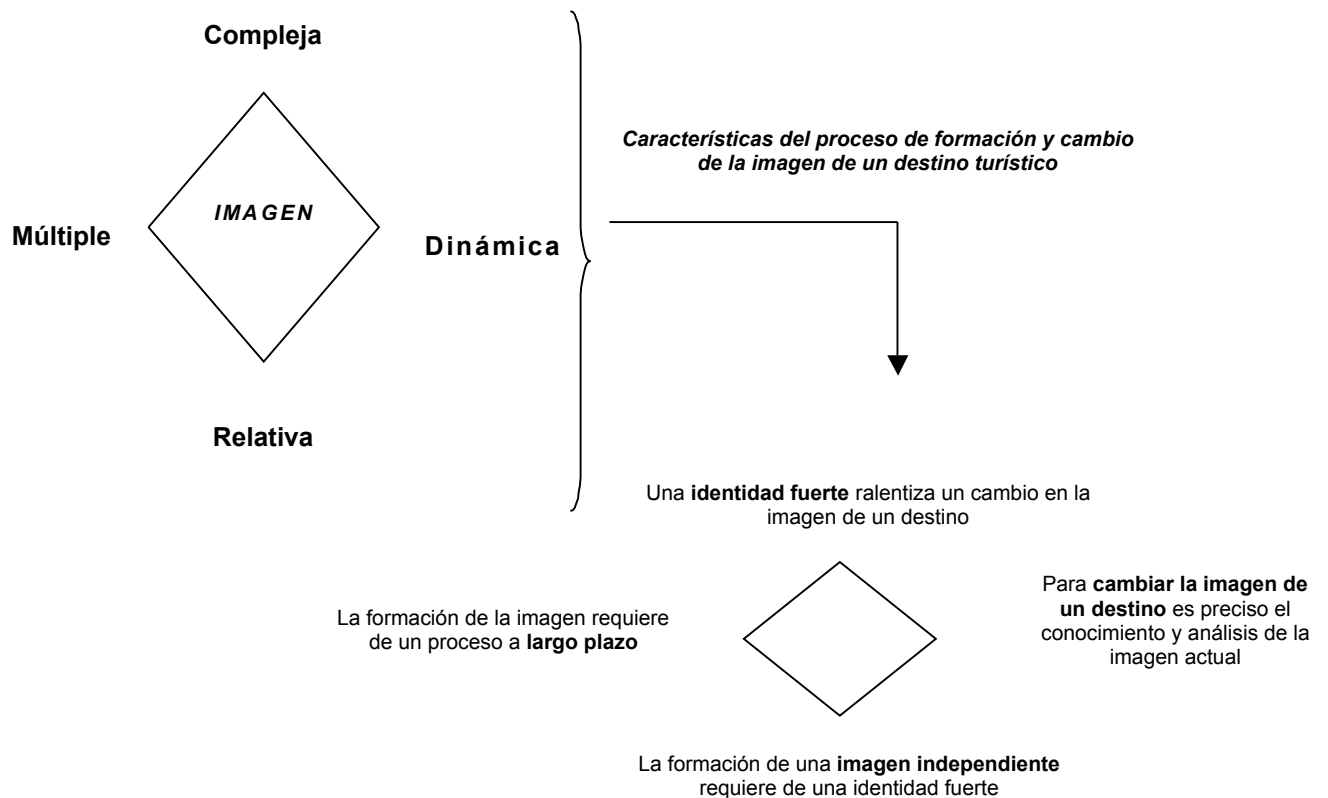 Compleja
Características del proceso de formación y cambio
de la imagen de un destino turístico
IMAGEN
Múltiple
Dinámica
Relativa
Una identidad fuerte ralentiza un cambio en la
imagen de un destino
La formación de la imagen requiere
de un proceso a largo plazo
Para cambiar la imagen de
un destino es preciso el
conocimiento y análisis de la
imagen actual
La formación de una imagen independiente
requiere de una identidad fuerte